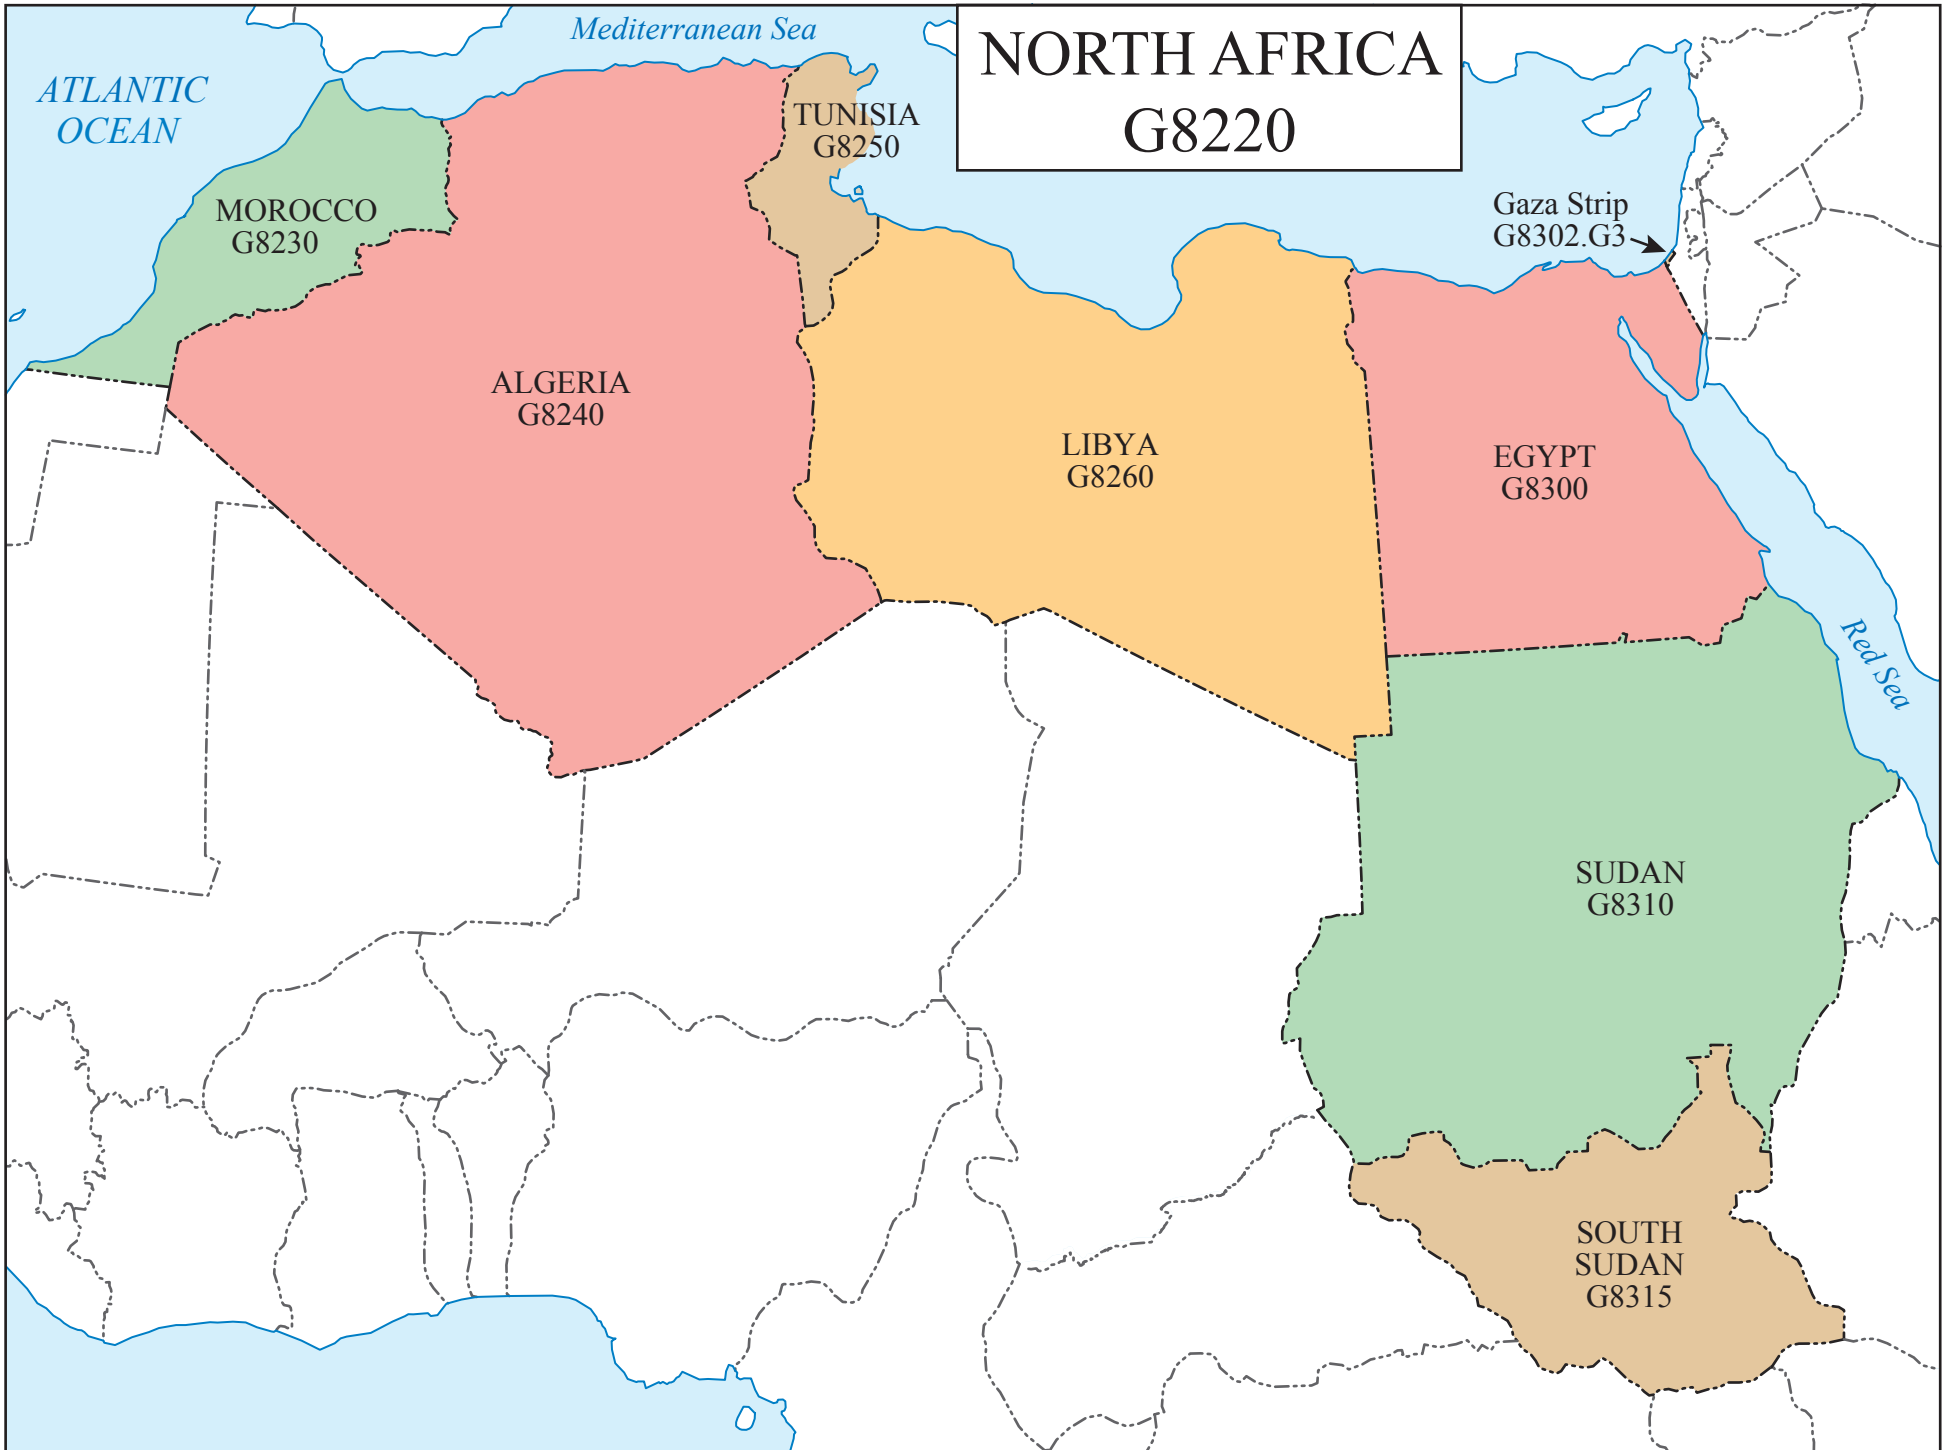 Mediterranean Sea
NORTH AFRICA
G8220
ATLANTIC
OCEAN
TUNISIA
G8250
MOROCCO
G8230
Gaza Strip
G8302.G3
ALGERIA
G8240
LIBYA
G8260
EGYPT
G8300
Red Sea
SUDAN
G8310
SOUTH
SUDAN
G8315